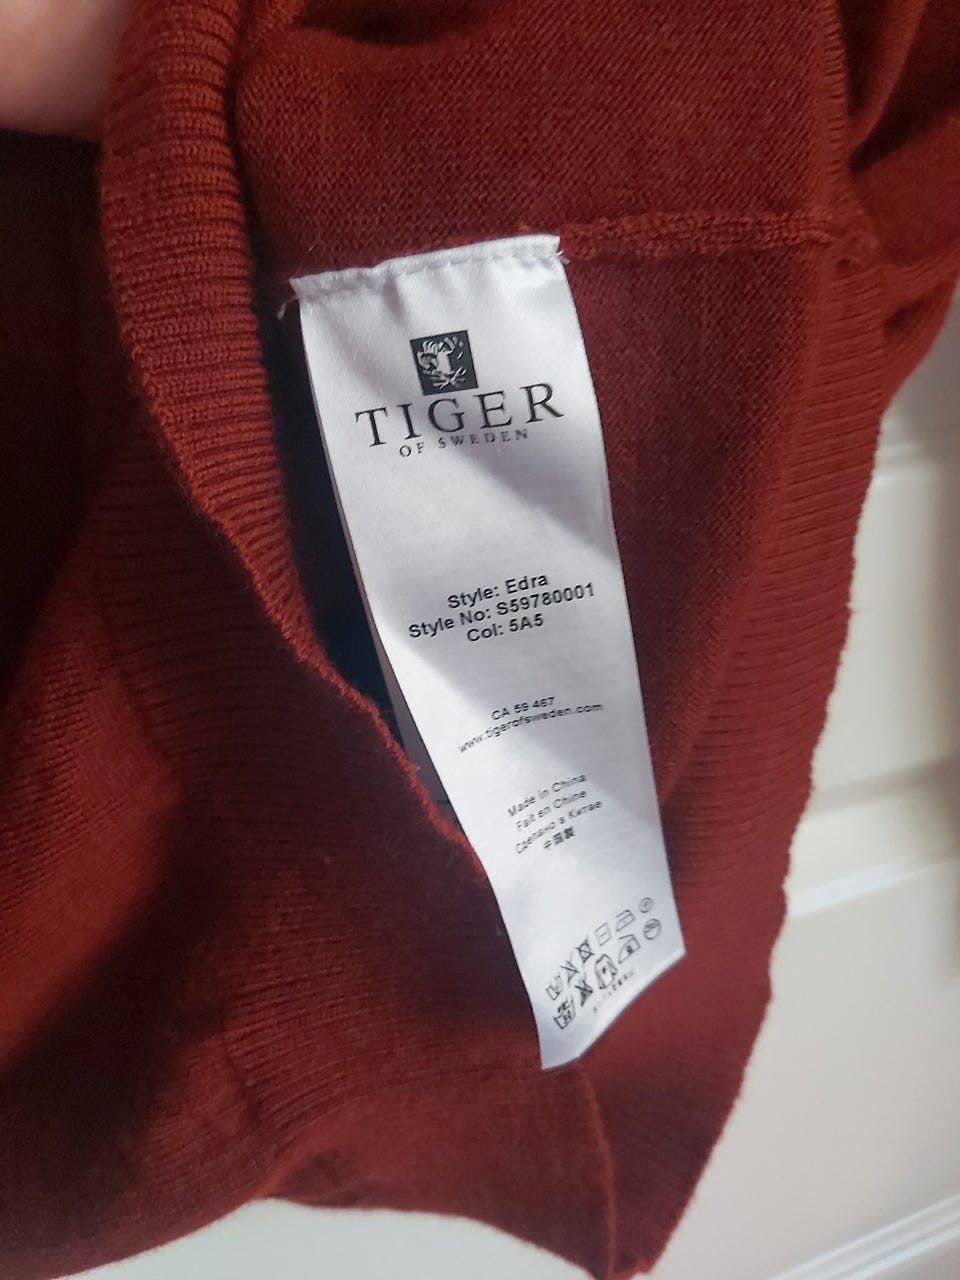 TIGER
OF SWEDEN
Style: Edra
Style No: S59780001
Col: 5A5
CA 59 467
www.tigerofsweden.com
Made in China
Fait en Chine
Сделано в Китае
中国製